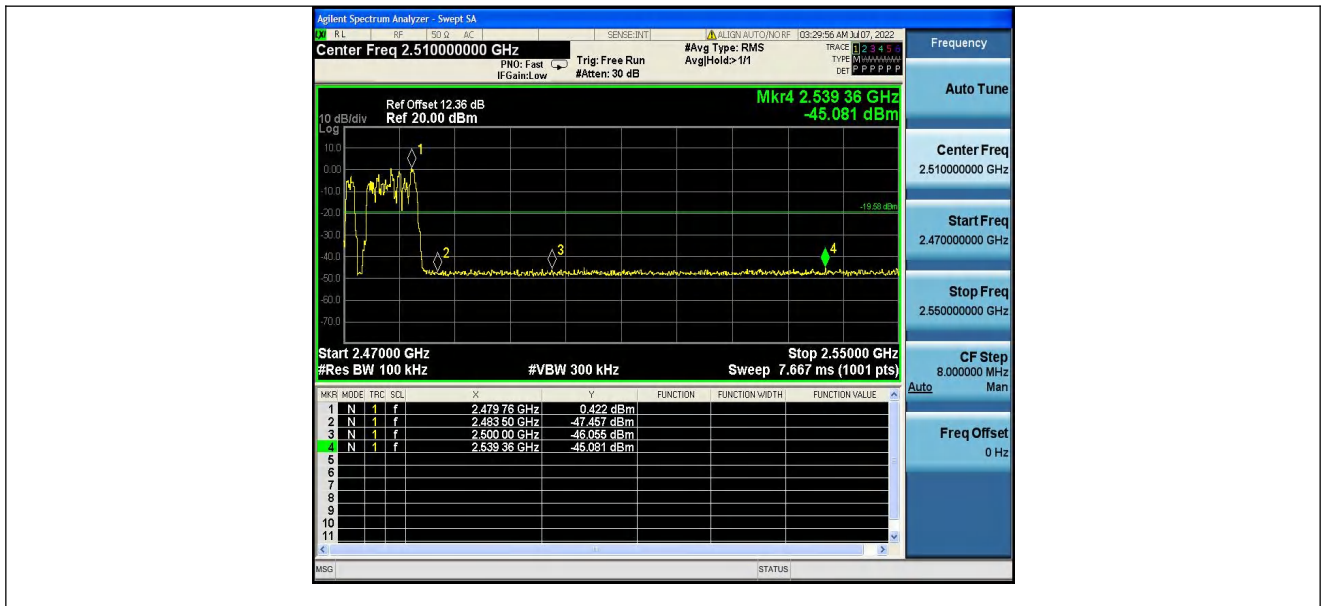 Agilent Spectrum Analyzer - Swept SA
LXI RL RF 50 Ω AC SENSE:INT ALIGN AUTO/NO RF 03:29:56 AM Jul 07, 2022
Center Freq 2.510000000 GHz #Avg Type: RMS TRACE 1 2 3 4 5 6
PNO: Fast Trig: Free Run Avg|Hold:>1/1 TYPE M
IFGain:Low #Atten: 30 dB DET P P P P P P
Frequency
Auto Tune
Center Freq
2.510000000 GHz
Start Freq
2.470000000 GHz
Stop Freq
2.550000000 GHz
CF Step
8.000000 MHz
Auto Man
Freq Offset
0 Hz
Mkr4 2.539 36 GHz
-45.081 dBm
Ref Offset 12.36 dB
10 dB/div Ref 20.00 dBm
Log
10.0
0.00
-10.0
-20.0
-30.0
-40.0
-50.0
-60.0
-70.0
1
2
3
4
-19.58 dBm
Start 2.47000 GHz Stop 2.55000 GHz
#Res BW 100 kHz #VBW 300 kHz Sweep 7.667 ms (1001 pts)
MKR MODE TRC SCL X Y FUNCTION FUNCTION WIDTH FUNCTION VALUE
1 N 1 f 2.479 76 GHz 0.422 dBm
2 N 1 f 2.483 50 GHz -47.457 dBm
3 N 1 f 2.500 00 GHz -46.055 dBm
4 N 1 f 2.539 36 GHz -45.081 dBm
5
6
7
8
9
10
11
MSG STATUS